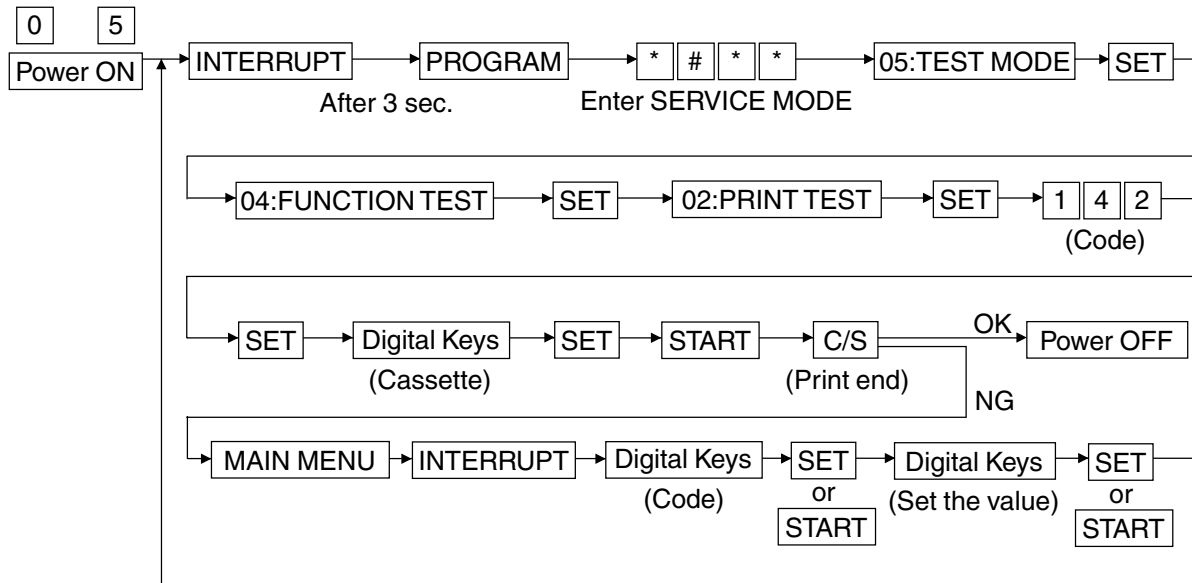 0 5
Power ON INTERRUPT PROGRAM * # * * 05:TEST MODE SET
After 3 sec. Enter SERVICE MODE
04:FUNCTION TEST SET 02:PRINT TEST SET 1 4 2
(Code)
SET Digital Keys SET START C/S OK Power OFF
(Cassette) (Print end)
NG
MAIN MENU INTERRUPT Digital Keys SET Digital Keys SET
(Code) or (Set the value) or
START START